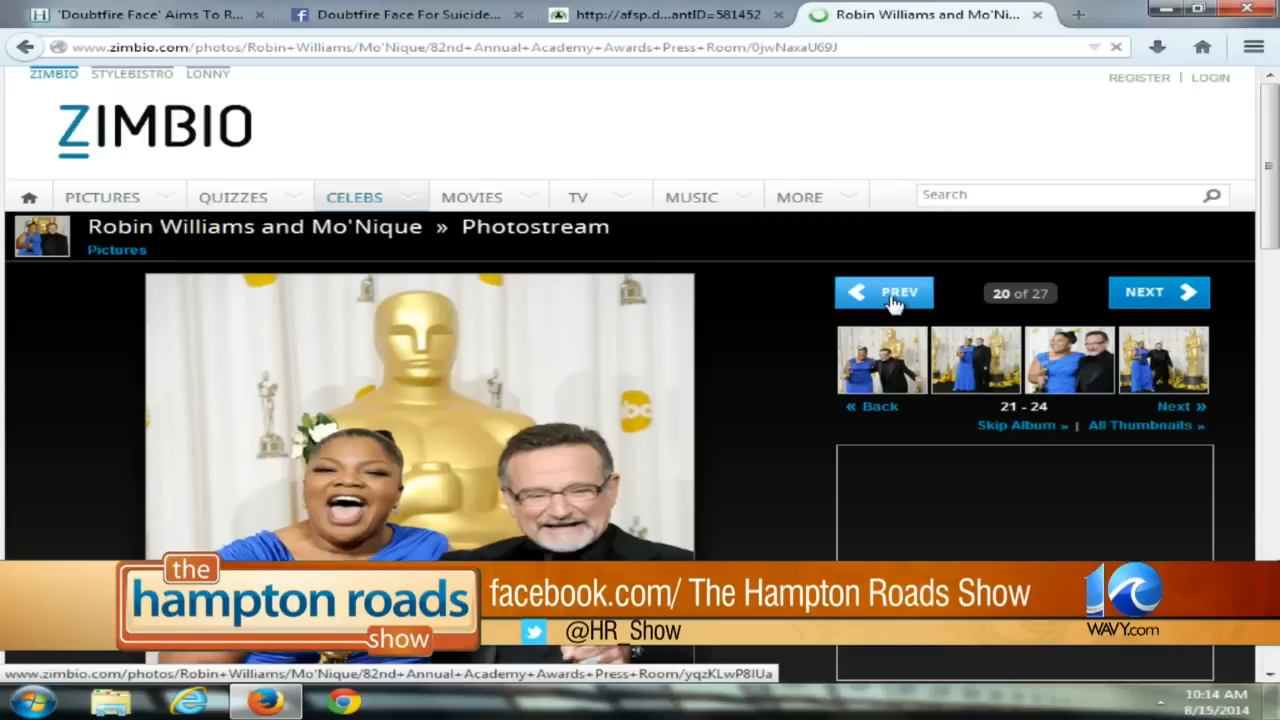 'Doubtfire Face' Aims To R...
Doubtfire Face For Suicide...
http://afsp.d...antID=581452
Robin Williams and Mo'Ni...
www.zimbio.com/photos/Robin+Williams/Mo'Nique/82nd+Annual+Academy+Awards+Press+Room/0jwNaxaU69J
ZIMBIO STYLEBISTRO LONNY
REGISTER | LOGIN
ZIMBIO
PICTURES QUIZZES CELEBS MOVIES TV MUSIC MORE Search
Robin Williams and Mo'Nique » Photostream
Pictures
PREV 20 of 27 NEXT
« Back 21 - 24 Next »
Skip Album » | All Thumbnails »
abc
the
hampton roads
show
facebook.com/ The Hampton Roads Show
@HR_Show
10
WAVY.com
www.zimbio.com/photos/Robin+Williams/Mo'Nique/82nd+Annual+Academy+Awards+Press+Room/yqzKLwP8IUa
10:14 AM
8/15/2014